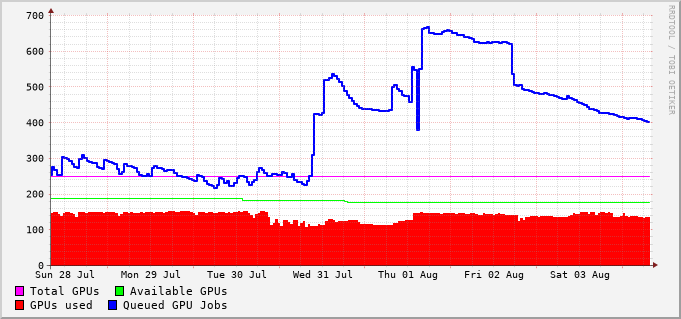 700
600
500
400
300
200
100
0
Sun 28 Jul Mon 29 Jul Tue 30 Jul Wed 31 Jul Thu 01 Aug Fri 02 Aug Sat 03 Aug
Total GPUs Available GPUs
GPUs used Queued GPU Jobs
RRDTOOL / TOBI OETIKER